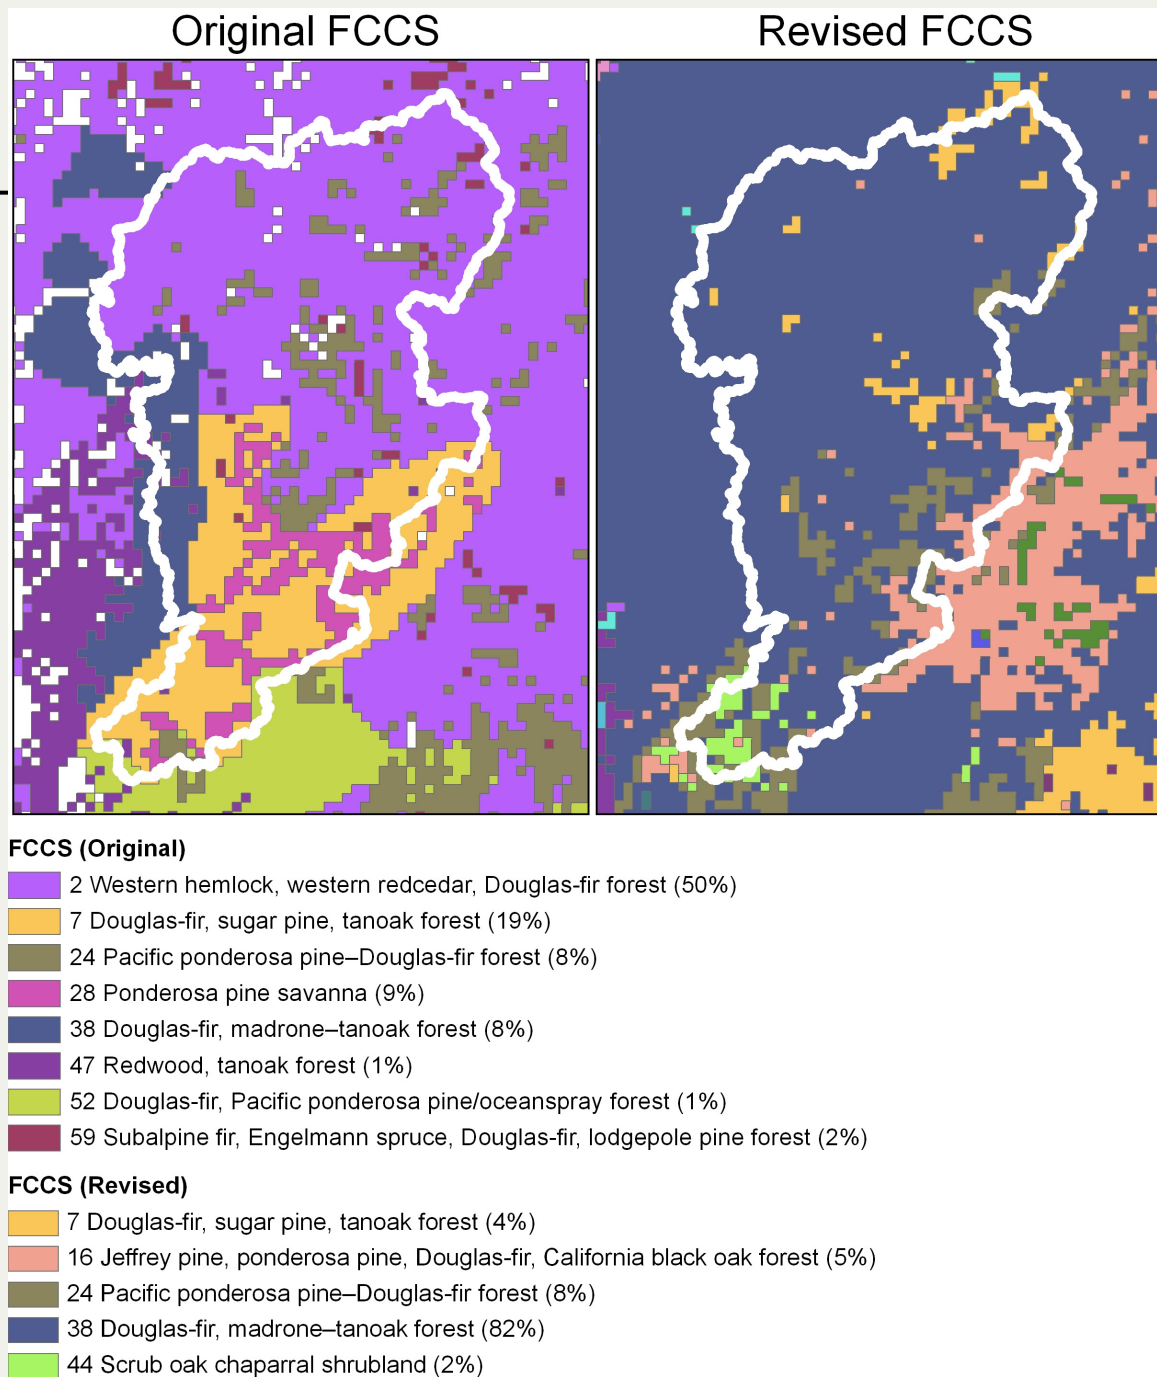 Original FCCS
Revised FCCS
FCCS (Original)
2 Western hemlock, western redcedar, Douglas-fir forest (50%)
7 Douglas-fir, sugar pine, tanoak forest (19%)
24 Pacific ponderosa pine–Douglas-fir forest (8%)
28 Ponderosa pine savanna (9%)
38 Douglas-fir, madrone–tanoak forest (8%)
47 Redwood, tanoak forest (1%)
52 Douglas-fir, Pacific ponderosa pine/oceanspray forest (1%)
59 Subalpine fir, Engelmann spruce, Douglas-fir, lodgepole pine forest (2%)
FCCS (Revised)
7 Douglas-fir, sugar pine, tanoak forest (4%)
16 Jeffrey pine, ponderosa pine, Douglas-fir, California black oak forest (5%)
24 Pacific ponderosa pine–Douglas-fir forest (8%)
38 Douglas-fir, madrone–tanoak forest (82%)
44 Scrub oak chaparral shrubland (2%)